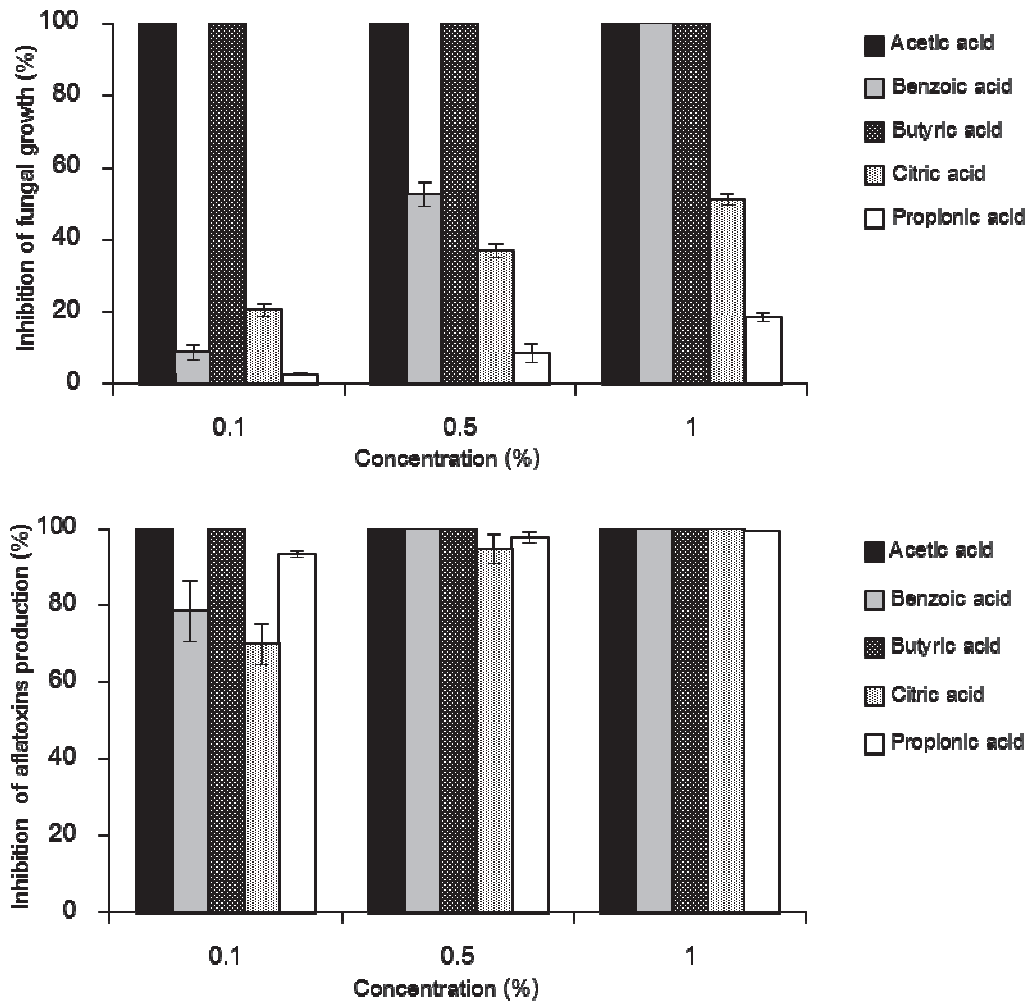 Inhibition of fungal growth (%)
100
80
60
40
20
0
0.1
0.5
1
Concentration (%)
Acetic acid
Benzoic acid
Butyric acid
Citric acid
Propionic acid
Inhibition of aflatoxins production (%)
100
80
60
40
20
0
0.1
0.5
1
Concentration (%)
Acetic acid
Benzoic acid
Butyric acid
Citric acid
Propionic acid